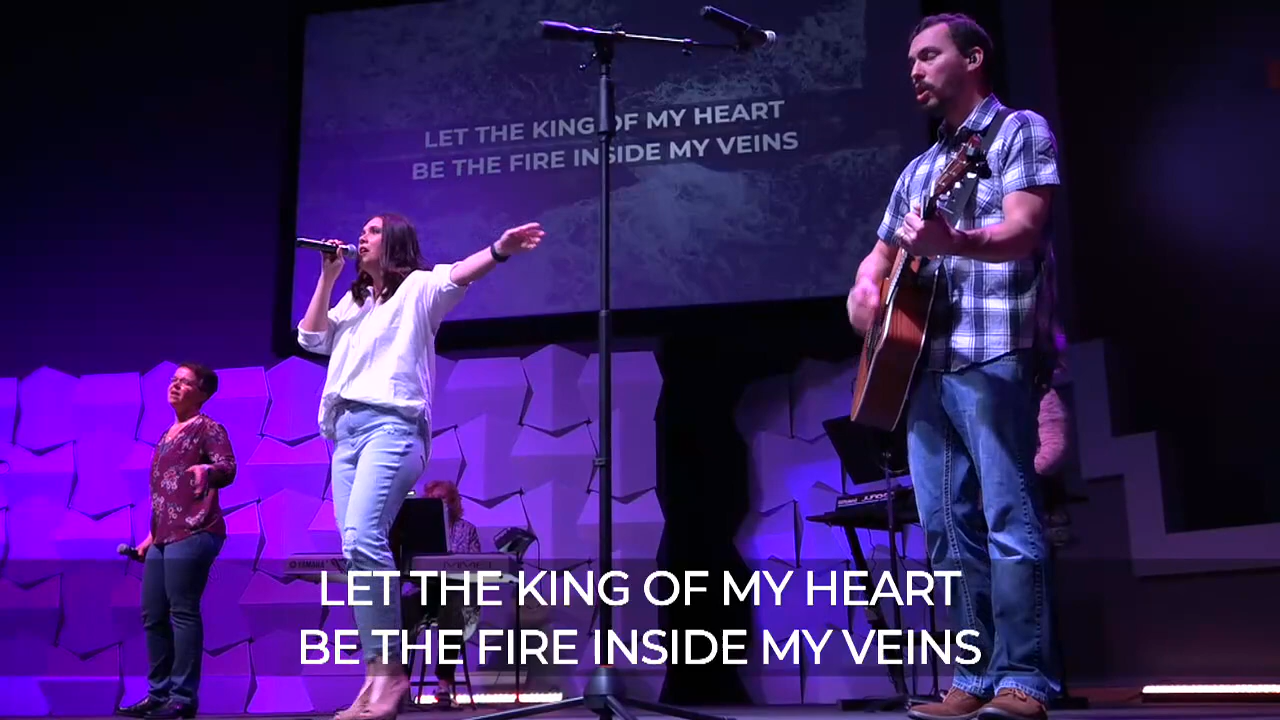 LET THE KING OF MY HEART
BE THE FIRE INSIDE MY VEINS
YAMAHA
LET THE KING OF MY HEART
BE THE FIRE INSIDE MY VEINS